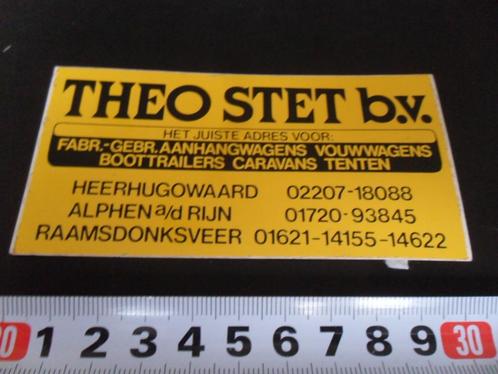 THEO STET b.v.
HET JUISTE ADRES VOOR:
FABR.-GEBR. AANHANGWAGENS VOUWWAGENS
BOOTTRAILERS CARAVANS TENTEN
HEERHUGOWAARD 02207-18088
ALPHEN a/d RIJN 01720-93845
RAAMSDONKSVEER 01621-14155-14622
1 2 3 4 5 6 7 8 9 30